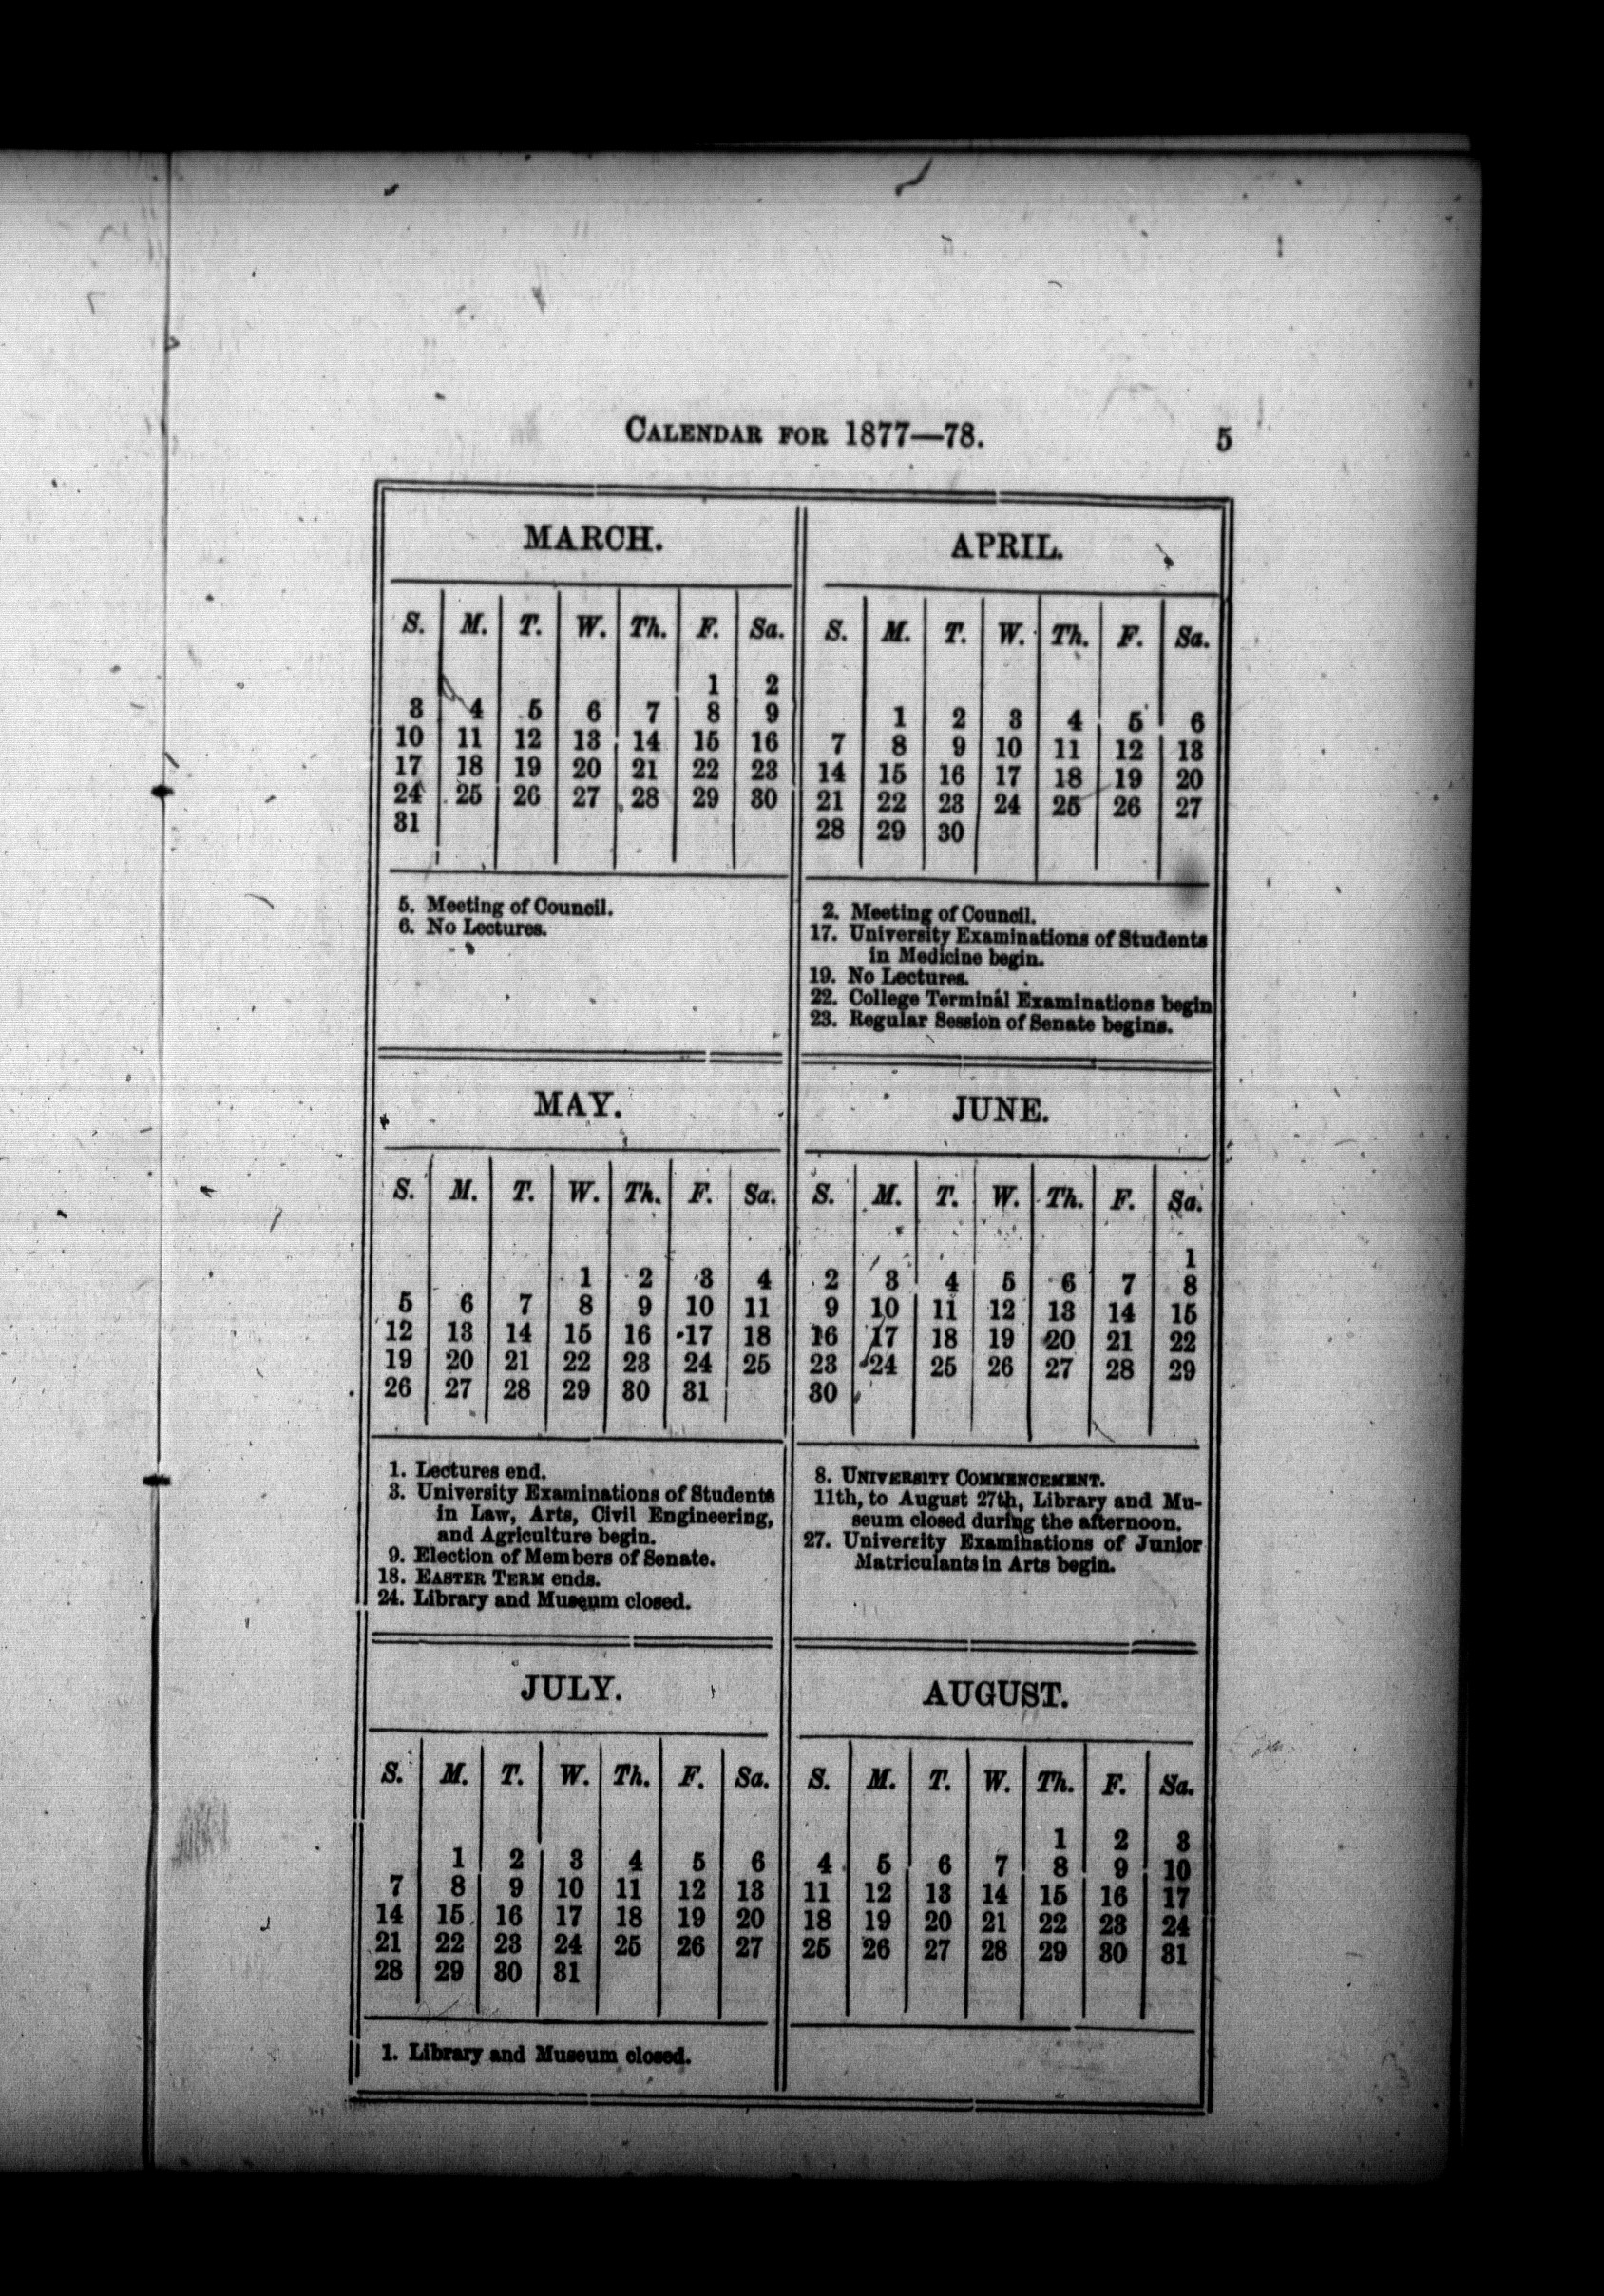 CALENDAR FOR 1877—78. 5
MARCH.
S. M. T. W. Th. F. Sa.
1 2
3 4 5 6 7 8 9
10 11 12 13 14 15 16
17 18 19 20 21 22 23
24 25 26 27 28 29 30
31
5. Meeting of Council.
6. No Lectures.
APRIL.
S. M. T. W. Th. F. Sa.
1 2 3 4 5 6
7 8 9 10 11 12 13
14 15 16 17 18 19 20
21 22 23 24 25 26 27
28 29 30
2. Meeting of Council.
17. University Examinations of Students
in Medicine begin.
19. No Lectures.
22. College Terminal Examinations begin
23. Regular Session of Senate begins.
MAY.
S. M. T. W. Th. F. Sa.
1 2 3 4
5 6 7 8 9 10 11
12 13 14 15 16 17 18
19 20 21 22 23 24 25
26 27 28 29 30 31
1. Lectures end.
3. University Examinations of Students
in Law, Arts, Civil Engineering,
and Agriculture begin.
9. Election of Members of Senate.
18. EASTER TERM ends.
24. Library and Museum closed.
JUNE.
S. M. T. W. Th. F. Sa.
1
2 3 4 5 6 7 8
9 10 11 12 13 14 15
16 17 18 19 20 21 22
23 24 25 26 27 28 29
30
8. UNIVERSITY COMMENCEMENT.
11th, to August 27th, Library and Mu-
seum closed during the afternoon.
27. University Examinations of Junior
Matriculants in Arts begin.
JULY.
S. M. T. W. Th. F. Sa.
1 2 3 4 5 6
7 8 9 10 11 12 13
14 15 16 17 18 19 20
21 22 23 24 25 26 27
28 29 30 31
1. Library and Museum closed.
AUGUST.
S. M. T. W. Th. F. Sa.
1 2 3
4 5 6 7 8 9 10
11 12 13 14 15 16 17
18 19 20 21 22 23 24
25 26 27 28 29 30 31